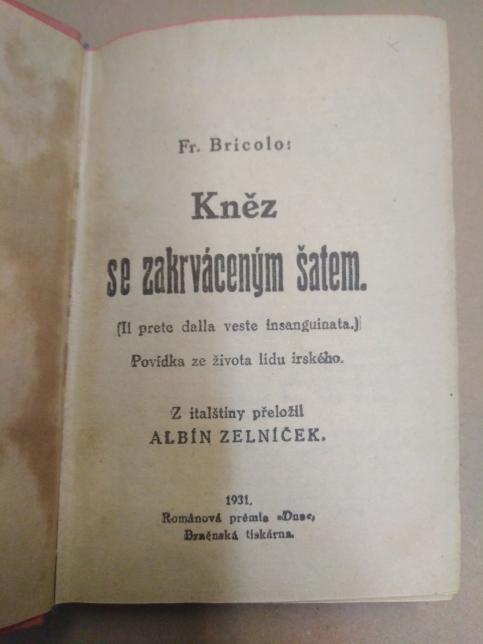 Fr. Bricolo:
Kněz
se zakrváceným šatem.
(Il prete dalla veste insanguinata.)
Povídka ze života lidu irského.
Z italštiny přeložil
ALBÍN ZELNÍČEK.
1931.
Románová prémie »Dne«,
Brněnská tiskárna.